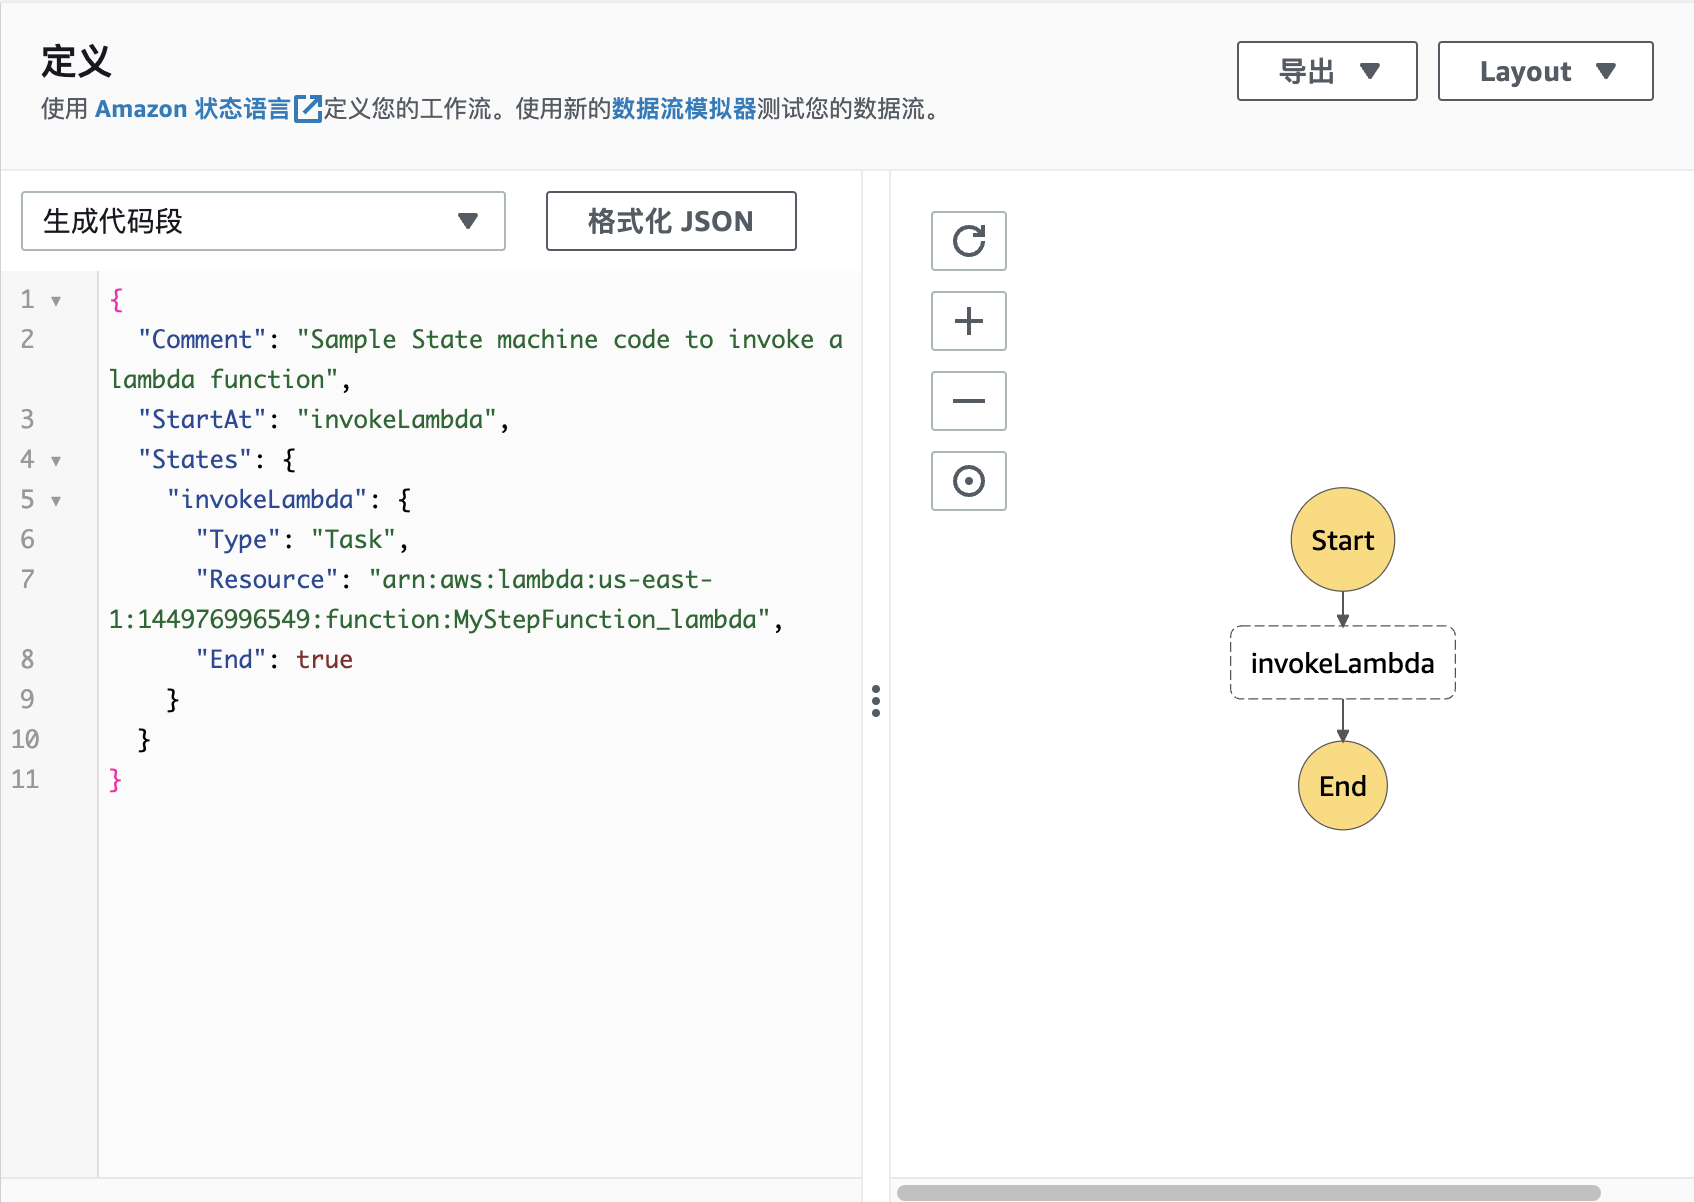 定义
导出
Layout
使用 Amazon 状态语言定义您的工作流。使用新的数据流模拟器测试您的数据流。
生成代码段
格式化 JSON
1 {
2 "Comment": "Sample State machine code to invoke a
lambda function",
3 "StartAt": "invokeLambda",
4 "States": {
5 "invokeLambda": {
6 "Type": "Task",
7 "Resource": "arn:aws:lambda:us-east-
1:144976996549:function:MyStepFunction_lambda",
8 "End": true
9 }
10 }
11 }
Start
invokeLambda
End